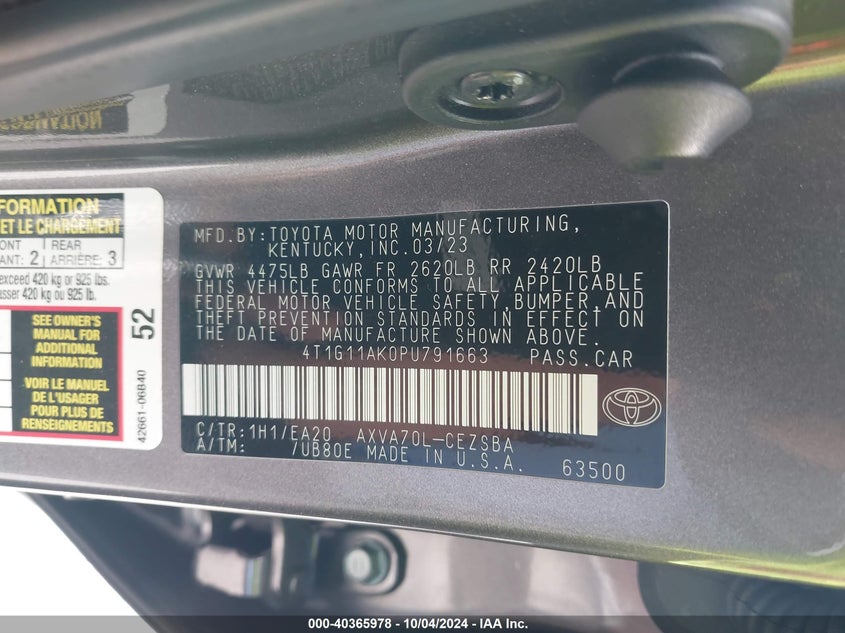 NOITAMRO
FORMATION
ET LE CHARGEMENT
ONT REAR
ANT: 2 ARRIÈRE: 3
exceed 420 kg or 925 lbs.
asser 420 kg ou 925 lb.
SEE OWNER'S
MANUAL FOR
ADDITIONAL
INFORMATION
VOIR LE MANUEL
DE L'USAGER
POUR PLUS DE
RENSEIGNEMENTS
52
42661-06B40
MFD.BY:TOYOTA MOTOR MANUFACTURING,
KENTUCKY,INC.03/23
GVWR 4475LB GAWR FR 2620LB RR 2420LB
THIS VEHICLE CONFORMS TO ALL APPLICABLE
FEDERAL MOTOR VEHICLE SAFETY,BUMPER,AND
THEFT PREVENTION STANDARDS IN EFFECT ON
THE DATE OF MANUFACTURE SHOWN ABOVE.
4T1G11AK0PU791663 PASS.CAR
C/TR:1H1/EA20 AXVA70L-CEZSBA
A/TM: 7UB80E MADE IN U.S.A. 63500
000-40365978 - 10/04/2024 - IAA Inc.